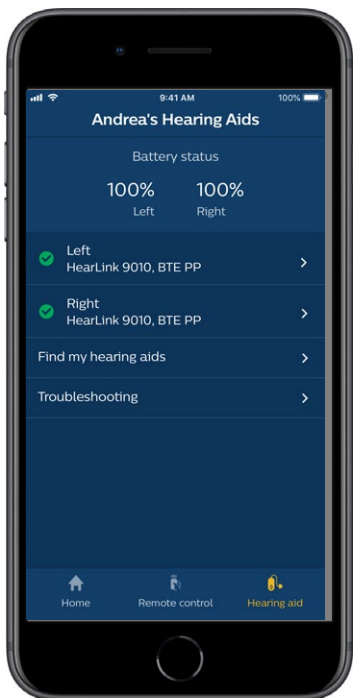 9:41 AM 100%
Andrea's Hearing Aids
Battery status
100% 100%
Left Right
Left
HearLink 9010, BTE PP
Right
HearLink 9010, BTE PP
Find my hearing aids
Troubleshooting
Home Remote control Hearing aid